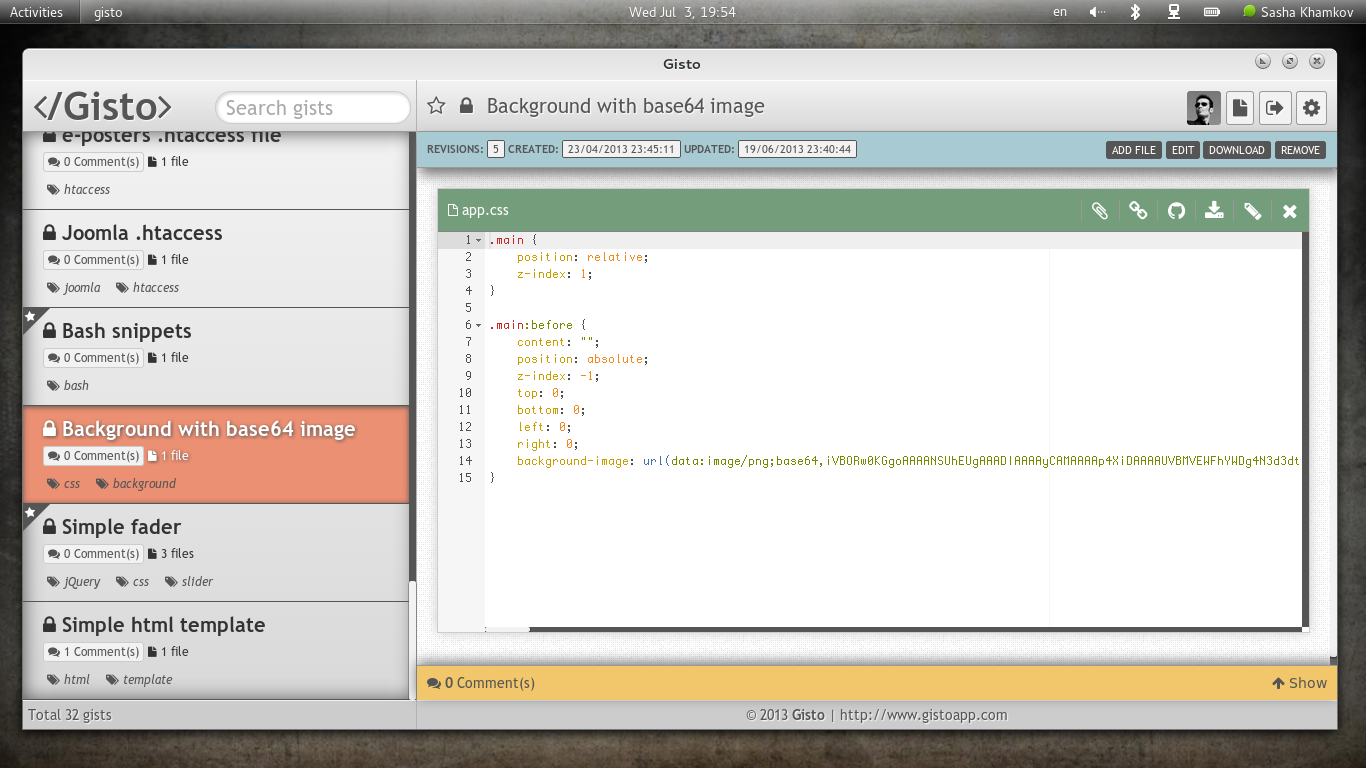 Activities gisto Wed Jul 3, 19:54 en Sasha Khamkov
Gisto
</Gisto> Search gists
Background with base64 image
REVISIONS: 5 CREATED: 23/04/2013 23:45:11 UPDATED: 19/06/2013 23:40:44 ADD FILE EDIT DOWNLOAD REMOVE
e-posters .htaccess file
0 Comment(s) 1 file
htaccess
Joomla .htaccess
0 Comment(s) 1 file
joomla htaccess
Bash snippets
0 Comment(s) 1 file
bash
Background with base64 image
0 Comment(s) 1 file
css background
Simple fader
0 Comment(s) 3 files
jQuery css slider
Simple html template
1 Comment(s) 1 file
html template
Total 32 gists
app.css
1 .main {
2 position: relative;
3 z-index: 1;
4 }
5
6 .main:before {
7 content: "";
8 position: absolute;
9 z-index: -1;
10 top: 0;
11 bottom: 0;
12 left: 0;
13 right: 0;
14 background-image: url(data:image/png;base64,iVBORw0KGgoAAAANSUhEUgAAADIAAAAyCAMAAAAp4XiDAAAAUVBMVEWFhYWDg4N3d3dt
15 }
0 Comment(s) Show
© 2013 Gisto | http://www.gistoapp.com